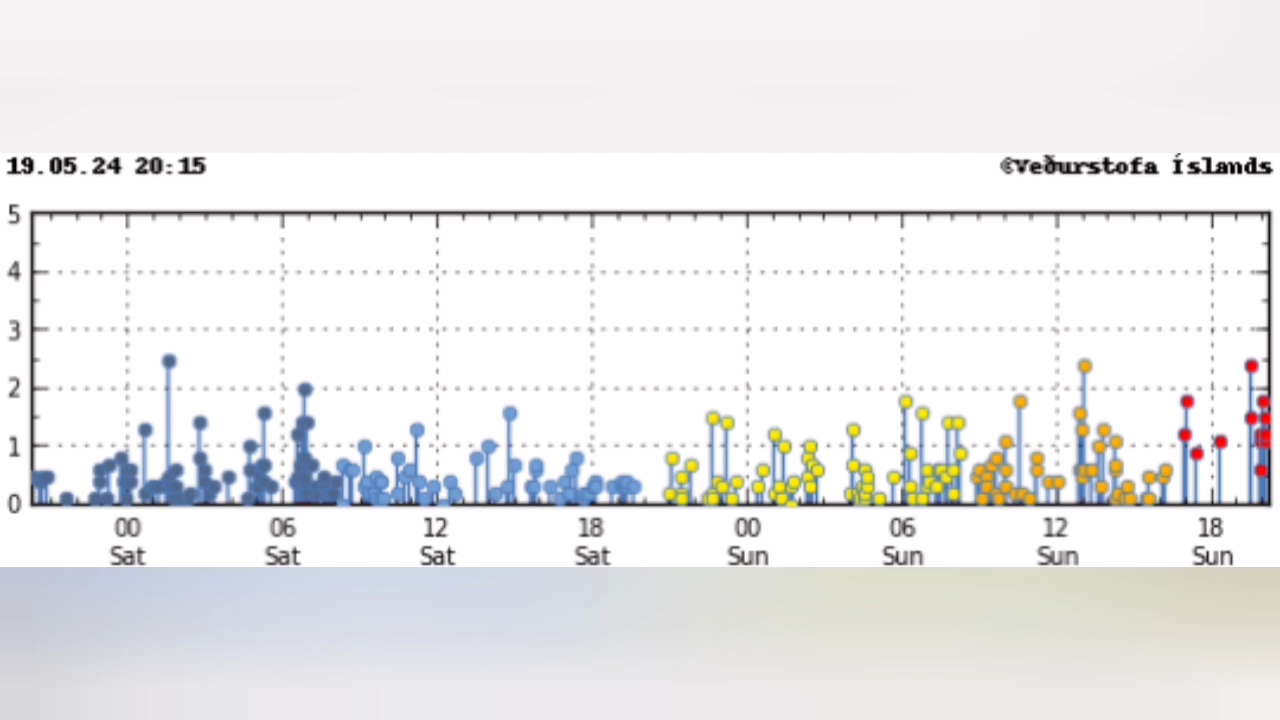 19.05.24 20:15 ©Veðurstofa Íslands
5
4
3
2
1
0
00 06 12 18 00 06 12 18
Sat Sat Sat Sat Sun Sun Sun Sun